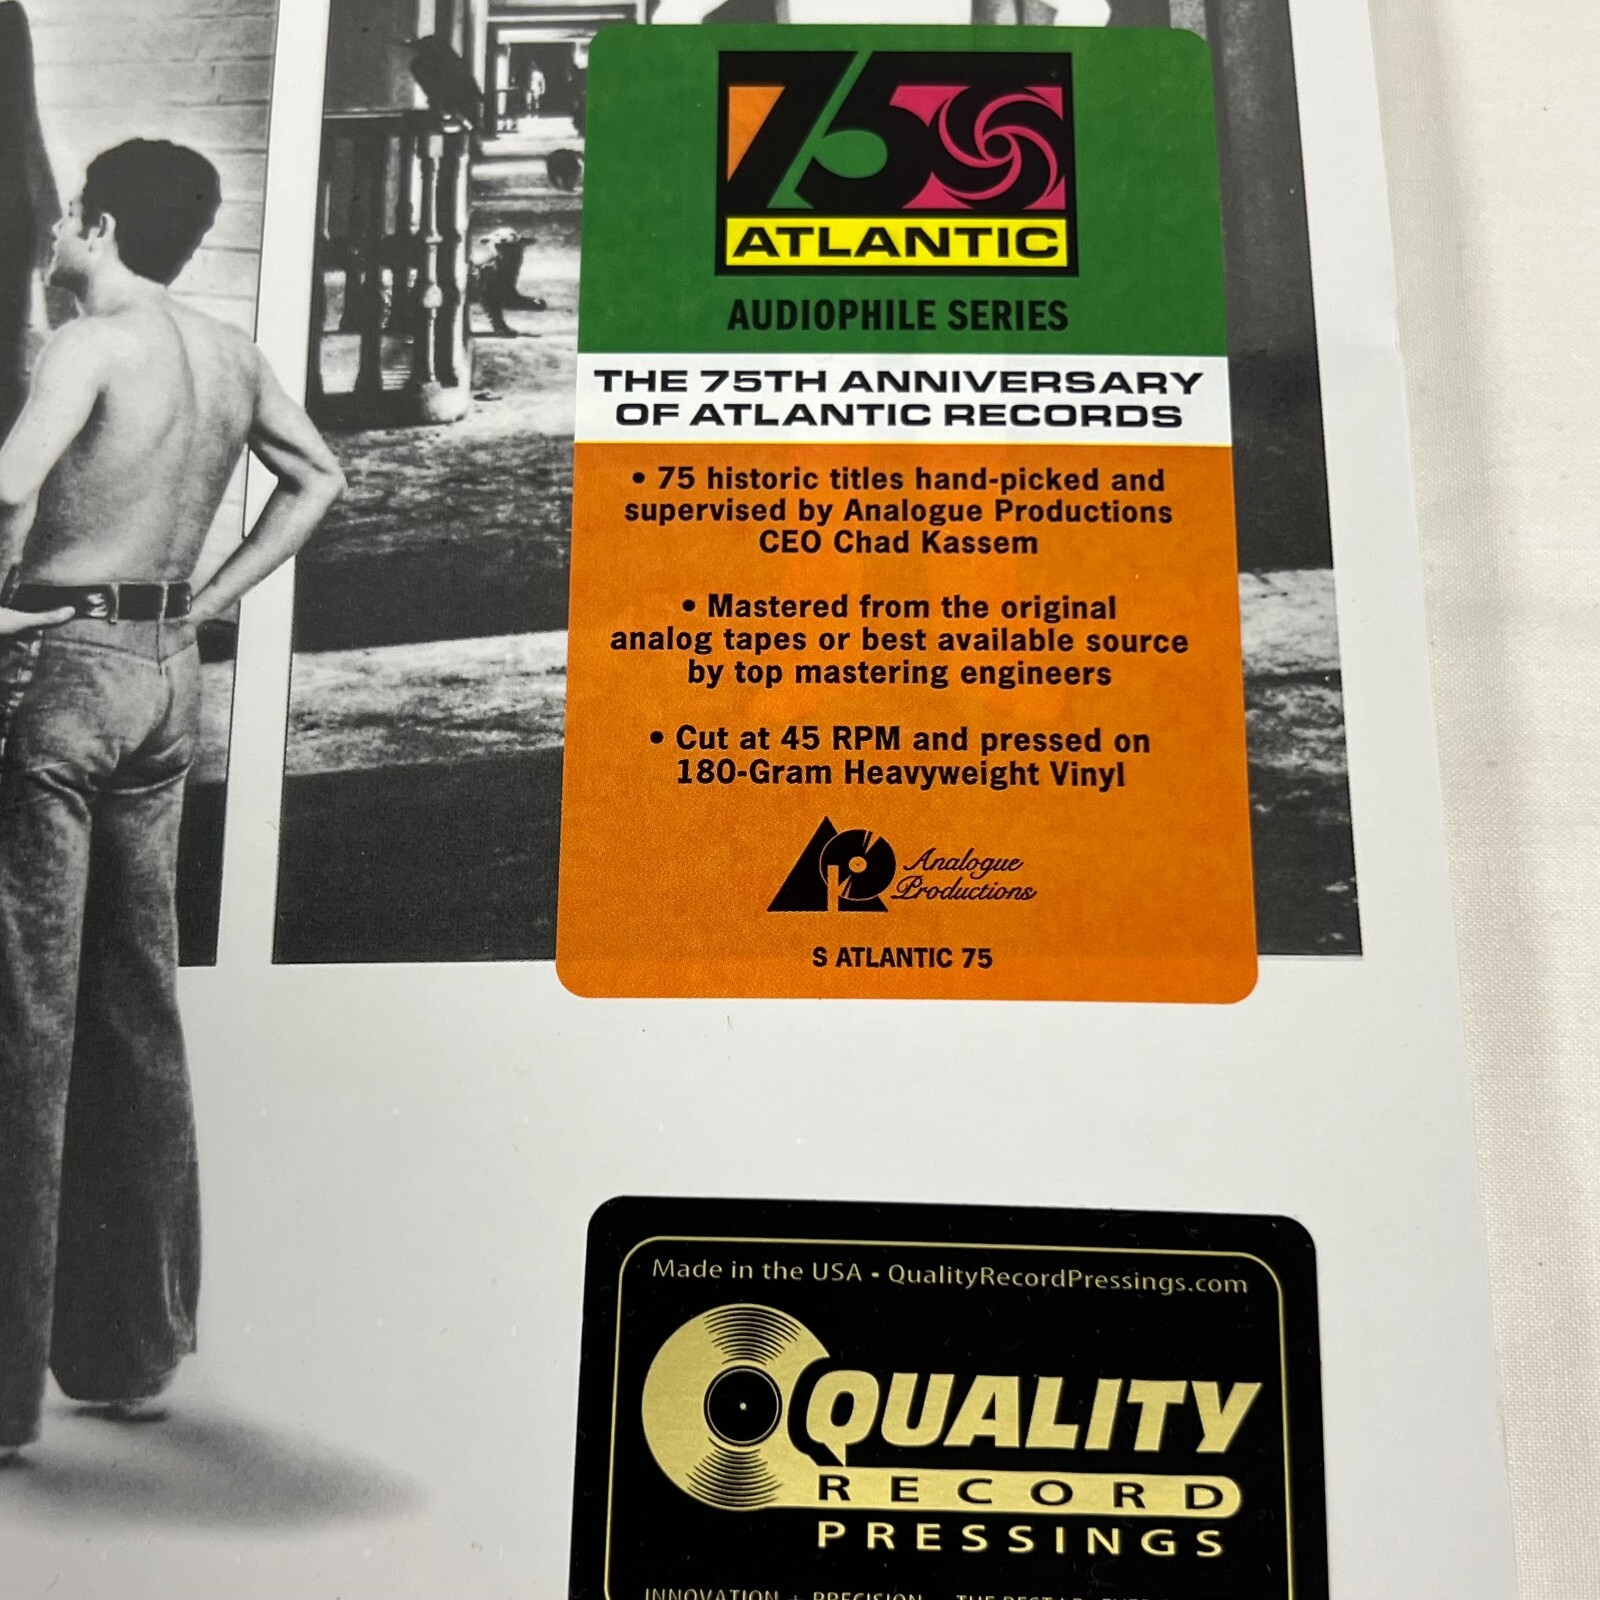 75
ATLANTIC
AUDIOPHILE SERIES
THE 75TH ANNIVERSARY
OF ATLANTIC RECORDS
• 75 historic titles hand-picked and
supervised by Analogue Productions
CEO Chad Kassem
• Mastered from the original
analog tapes or best available source
by top mastering engineers
• Cut at 45 RPM and pressed on
180-Gram Heavyweight Vinyl
Analogue
Productions
S ATLANTIC 75
Made in the USA • QualityRecordPressings.com
QUALITY
RECORD
PRESSINGS
INNOVATION + PRECISION